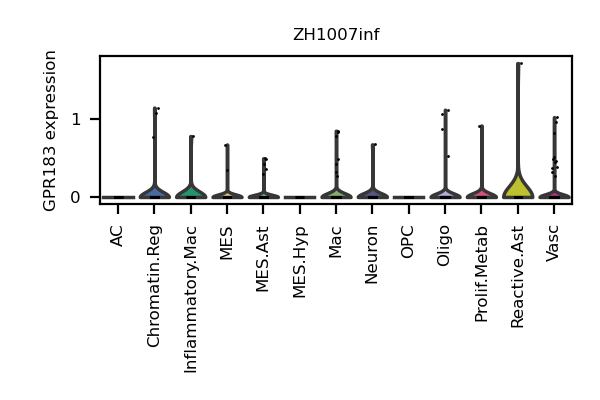 ZH1007inf
GPR183 expression
1
0
AC
Chromatin.Reg
Inflammatory.Mac
MES
MES.Ast
MES.Hyp
Mac
Neuron
OPC
Oligo
Prolif.Metab
Reactive.Ast
Vasc